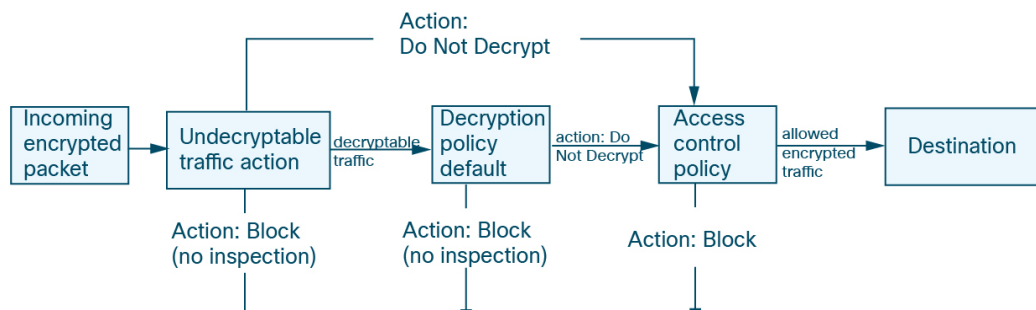 Action:
Do Not Decrypt
Incoming
encrypted
packet
Undecryptable
traffic action
decryptable
traffic
Decryption
policy
default
action: Do
Not Decrypt
Access
control
policy
allowed
encrypted
traffic
Destination
Action: Block
(no inspection)
Action: Block
(no inspection)
Action: Block